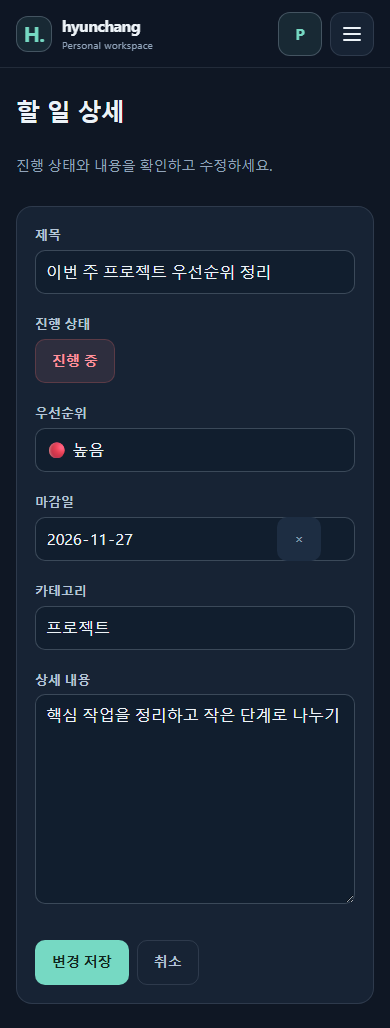 H.
hyunchang
Personal workspace
P
할 일 상세
진행 상태와 내용을 확인하고 수정하세요.
제목
이번 주 프로젝트 우선순위 정리
진행 상태
진행 중
우선순위
높음
마감일
2026-11-27
×
카테고리
프로젝트
상세 내용
핵심 작업을 정리하고 작은 단계로 나누기
변경 저장
취소